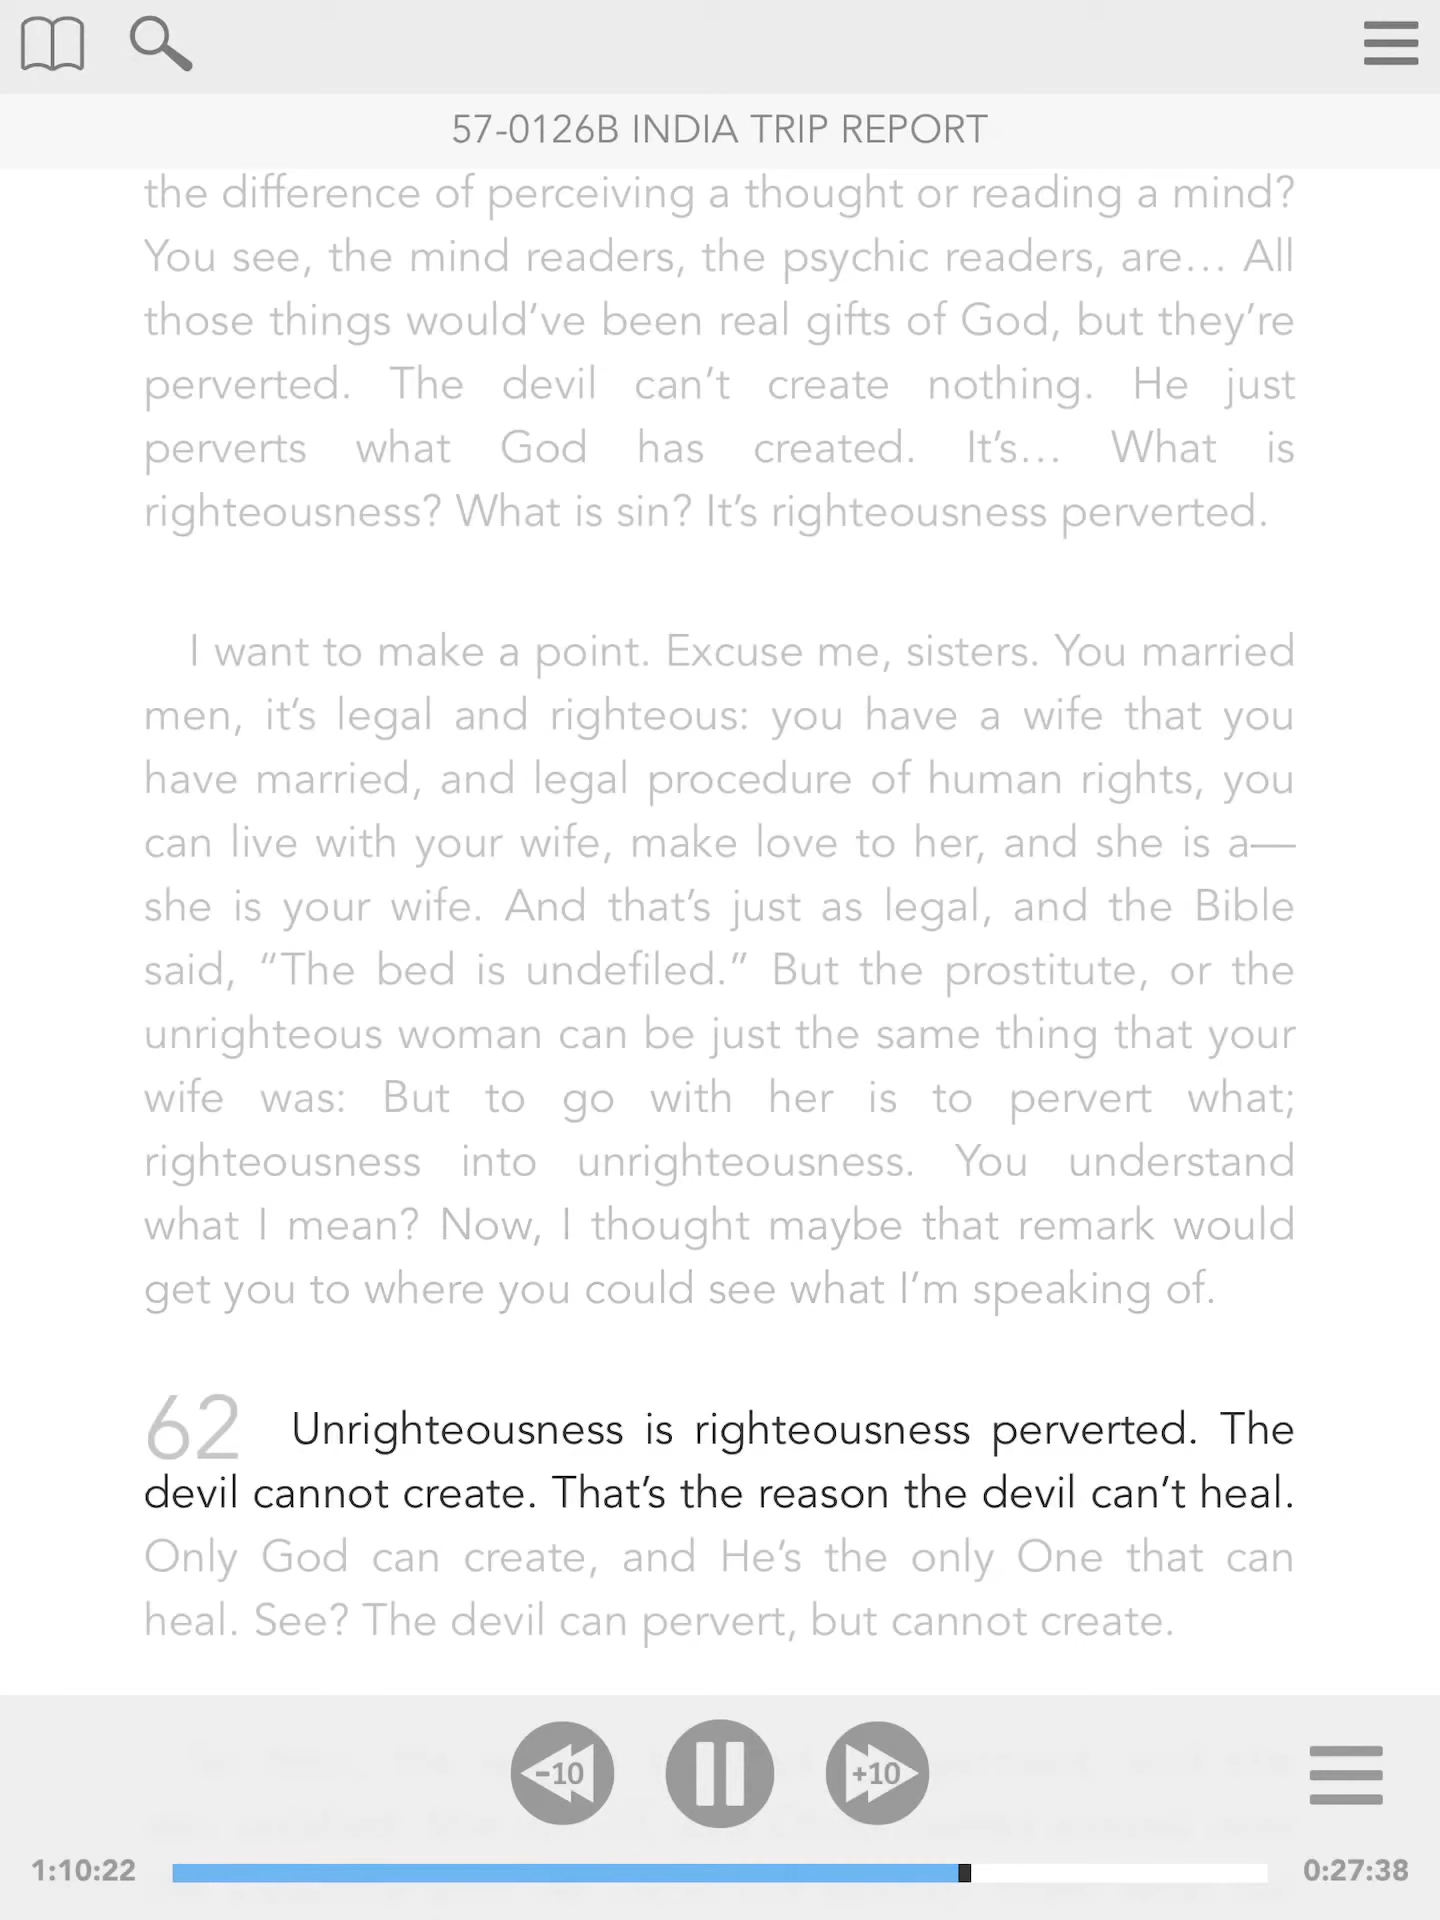 57-0126B INDIA TRIP REPORT
the difference of perceiving a thought or reading a mind?
You see, the mind readers, the psychic readers, are… All
those things would’ve been real gifts of God, but they’re
perverted. The devil can’t create nothing. He just
perverts what God has created. It’s… What is
righteousness? What is sin? It’s righteousness perverted.
I want to make a point. Excuse me, sisters. You married
men, it’s legal and righteous: you have a wife that you
have married, and legal procedure of human rights, you
can live with your wife, make love to her, and she is a—
she is your wife. And that’s just as legal, and the Bible
said, “The bed is undefiled.” But the prostitute, or the
unrighteous woman can be just the same thing that your
wife was: But to go with her is to pervert what;
righteousness into unrighteousness. You understand
what I mean? Now, I thought maybe that remark would
get you to where you could see what I’m speaking of.
62 Unrighteousness is righteousness perverted. The
devil cannot create. That’s the reason the devil can’t heal.
Only God can create, and He’s the only One that can
heal. See? The devil can pervert, but cannot create.
-10 +10
1:10:22 0:27:38